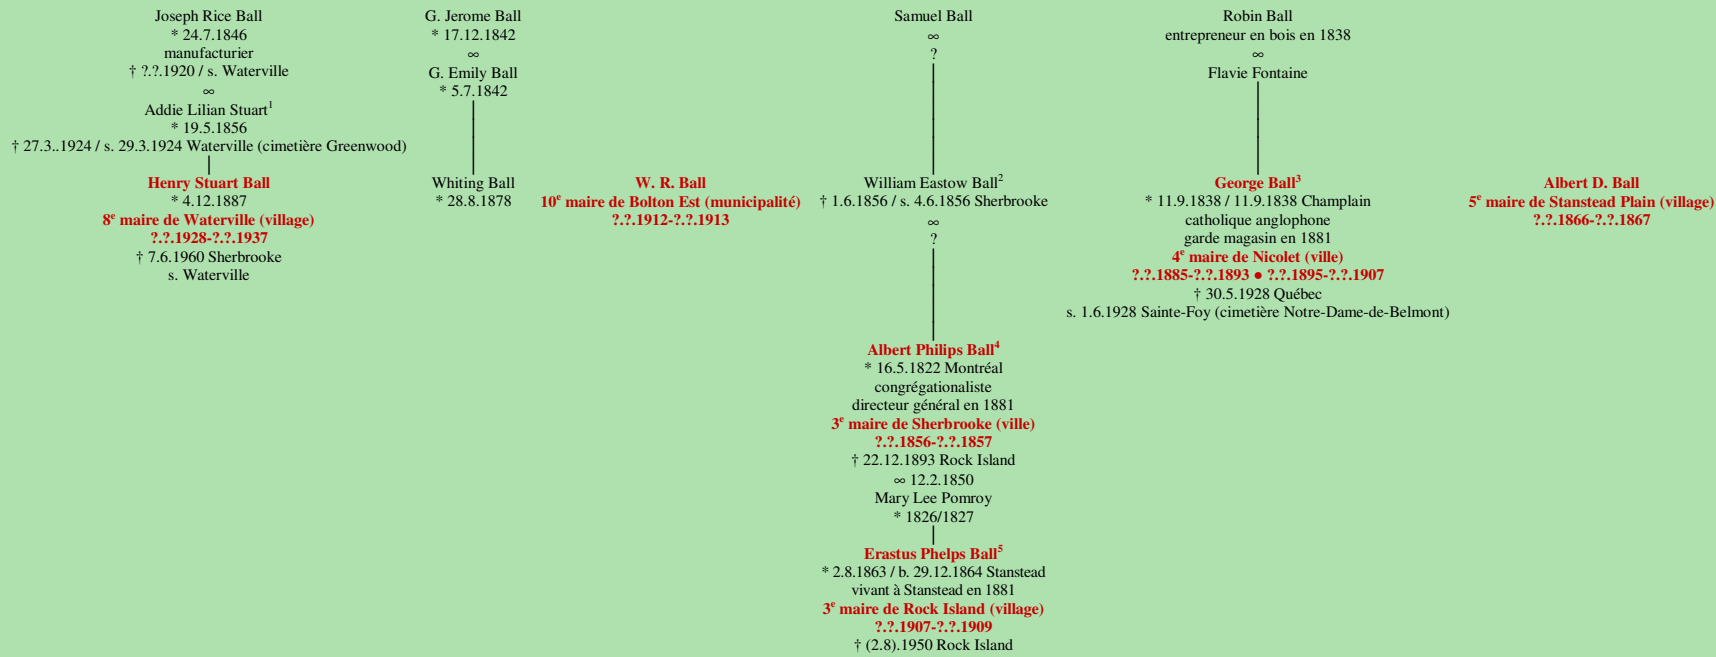 Joseph Rice Ball
* 24.7.1846
manufacturier
† ?.?.1920 / s. Waterville
∞
Addie Lilian Stuart¹
* 19.5.1856
† 27.3..1924 / s. 29.3.1924 Waterville (cimetière Greenwood)
Henry Stuart Ball
* 4.12.1887
8ᵉ maire de Waterville (village)
?.?.1928-?.?.1937
† 7.6.1960 Sherbrooke
s. Waterville
G. Jerome Ball
* 17.12.1842
∞
G. Emily Ball
* 5.7.1842
Whiting Ball
* 28.8.1878
W. R. Ball
10ᵉ maire de Bolton Est (municipalité)
?.?.1912-?.?.1913
Samuel Ball
∞
?
William Eastow Ball²
† 1.6.1856 / s. 4.6.1856 Sherbrooke
∞
?
Albert Philips Ball⁴
* 16.5.1822 Montréal
congrégationaliste
directeur général en 1881
3ᵉ maire de Sherbrooke (ville)
?.?.1856-?.?.1857
† 22.12.1893 Rock Island
∞ 12.2.1850
Mary Lee Pomroy
* 1826/1827
Erastus Phelps Ball⁵
* 2.8.1863 / b. 29.12.1864 Stanstead
vivant à Stanstead en 1881
3ᵉ maire de Rock Island (village)
?.?.1907-?.?.1909
† (2.8).1950 Rock Island
Robin Ball
entrepreneur en bois en 1838
∞
Flavie Fontaine
George Ball³
* 11.9.1838 / 11.9.1838 Champlain
catholique anglophone
garde magasin en 1881
4ᵉ maire de Nicolet (ville)
?.?.1885-?.?.1893 ● ?.?.1895-?.?.1907
† 30.5.1928 Québec
s. 1.6.1928 Sainte-Foy (cimetière Notre-Dame-de-Belmont)
Albert D. Ball
5ᵉ maire de Stanstead Plain (village)
?.?.1866-?.?.1867